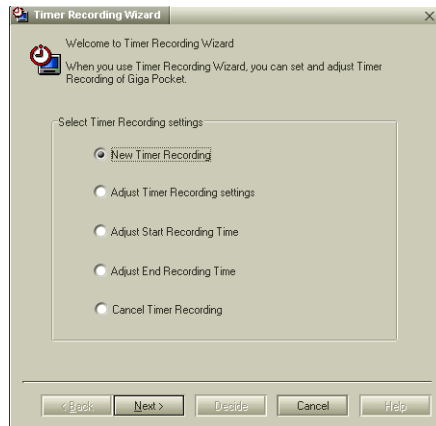 Timer Recording Wizard
Welcome to Timer Recording Wizard
When you use Timer Recording Wizard, you can set and adjust Timer
Recording of Giga Pocket.
Select Timer Recording settings
New Timer Recording
Adjust Timer Recording settings
Adjust Start Recording Time
Adjust End Recording Time
Cancel Timer Recording
< Back Next > Decide Cancel Help